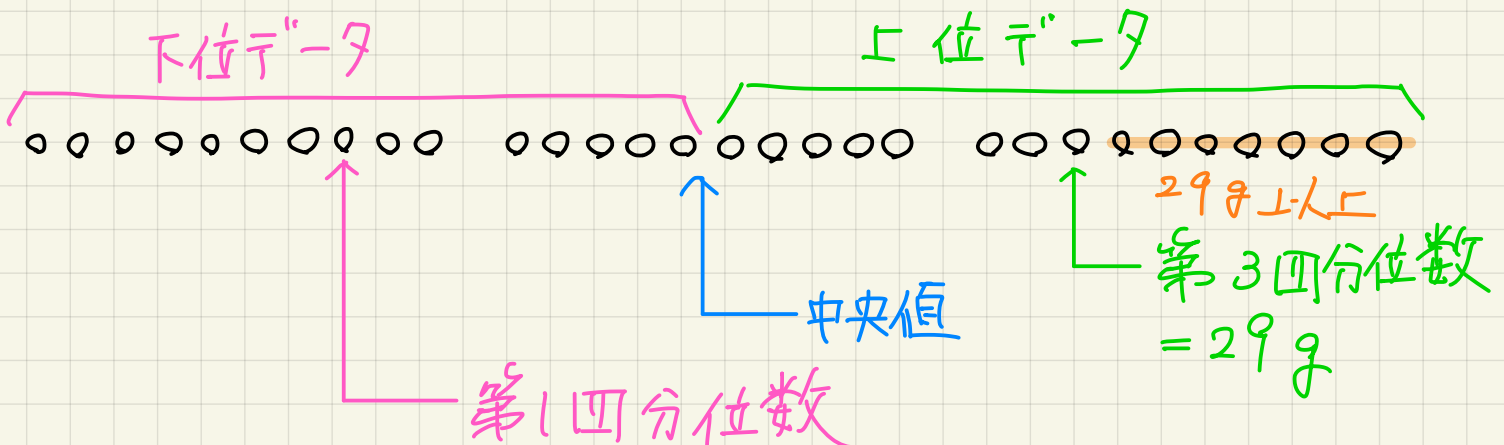 下位データ
上位データ
29g以上
第3四分位数
=29g
中央値
第1四分位数